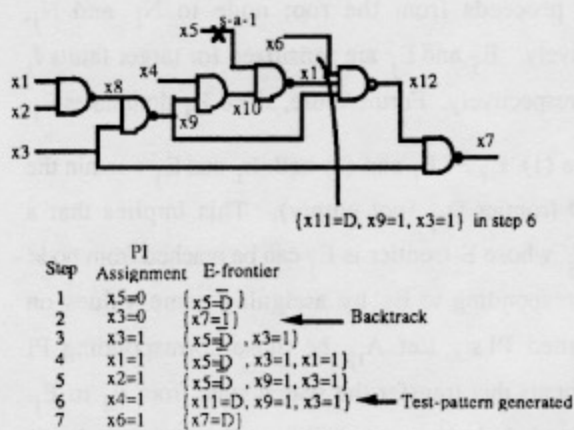 x5 s-a-1 x6
x1 x8 x4 x11 x12
x2 x10
x9 x7
x3
{x11=D, x9=1, x3=1} in step 6
PI
Step Assignment E-frontier
x5=0 {x5=D̅ }
2 x3=0 {x7=1} Backtrack
3 x3=1 {x5=D̅ , x3=1}
x1=1 {x5=D̅ , x3=1, x1=1}
5 x2=1 {x5=D̅ , x9=1, x3=1}
6 x4=1 {x11=D, x9=1, x3=1} Test-pattern generated
7 x6=1 {x7=D}